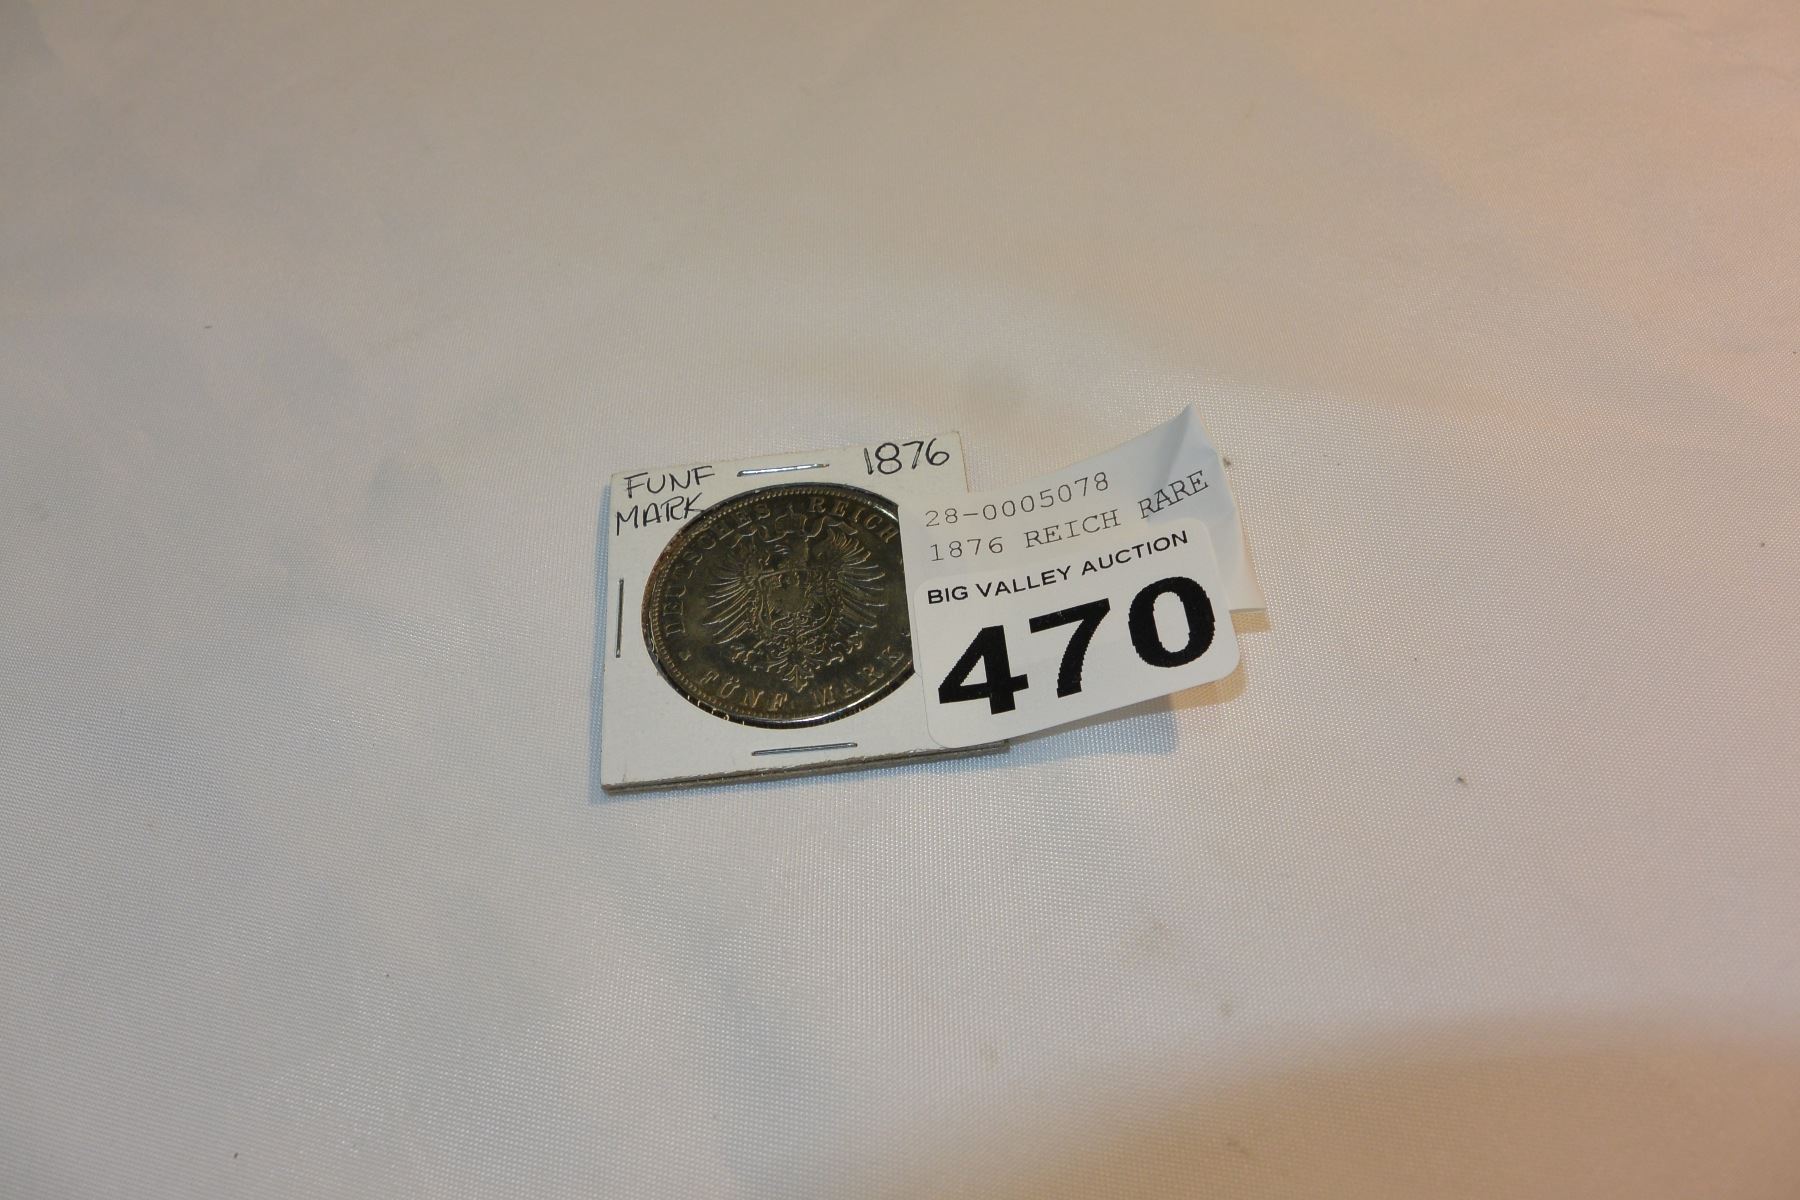 FUNF
MARK
1876
DEUTSCHES REICH
FÜNF MARK
28-0005078
1876 REICH RARE
BIG VALLEY AUCTION
470